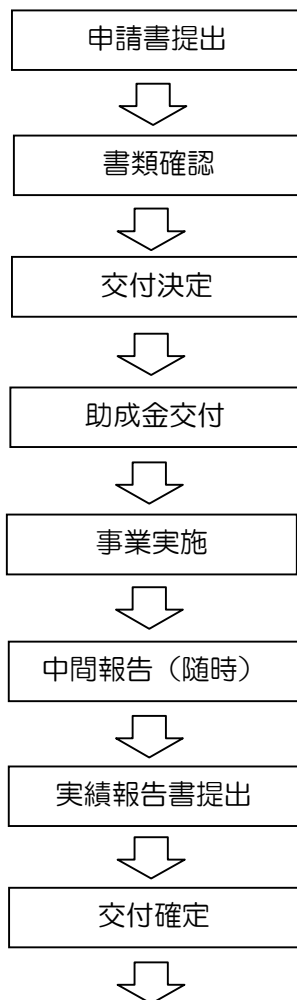 申請書提出
書類確認
交付決定
助成金交付
事業実施
中間報告（随時）
実績報告書提出
交付確定